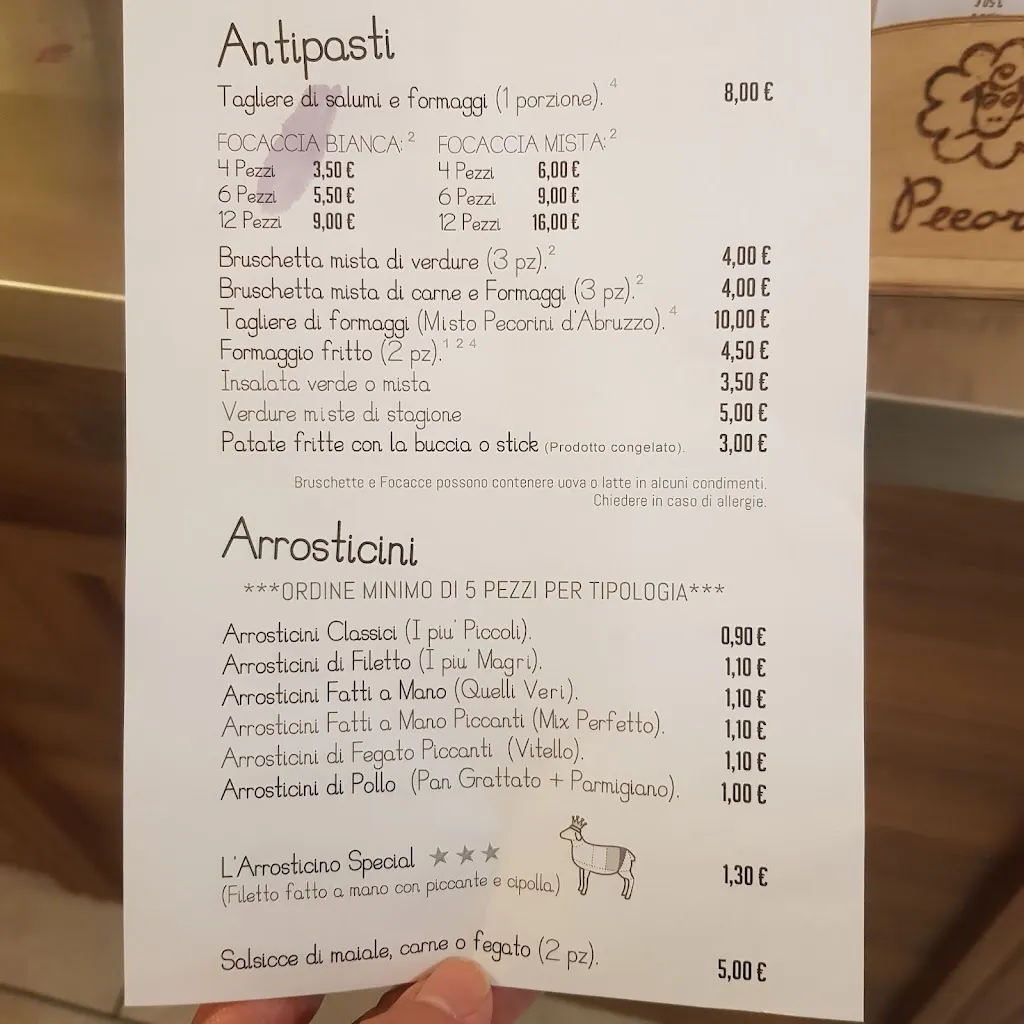 Antipasti
Tagliere di salumi e formaggi (1 porzione). 4 8,00 €
FOCACCIA BIANCA: 2 FOCACCIA MISTA: 2
4 Pezzi 3,50 € 4 Pezzi 6,00 €
6 Pezzi 5,50 € 6 Pezzi 9,00 €
12 Pezzi 9,00 € 12 Pezzi 16,00 €
Bruschetta mista di verdure (3 pz). 2 4,00 €
Bruschetta mista di carne e Formaggi (3 pz). 2 4,00 €
Tagliere di formaggi (Misto Pecorini d'Abruzzo). 4 10,00 €
Formaggio fritto (2 pz). 1 2 4 4,50 €
Insalata verde o mista 3,50 €
Verdure miste di stagione 5,00 €
Patate fritte con la buccia o stick (Prodotto congelato). 3,00 €
Bruschette e Focacce possono contenere uova o latte in alcuni condimenti.
Chiedere in caso di allergie.
Arrosticini
***ORDINE MINIMO DI 5 PEZZI PER TIPOLOGIA***
Arrosticini Classici (I piu' Piccoli). 0,90 €
Arrosticini di Filetto (I piu' Magri). 1,10 €
Arrosticini Fatti a Mano (Quelli Veri). 1,10 €
Arrosticini Fatti a Mano Piccanti (Mix Perfetto). 1,10 €
Arrosticini di Fegato Piccanti (Vitello). 1,10 €
Arrosticini di Pollo (Pan Grattato + Parmigiano). 1,00 €
L'Arrosticino Special ★★★ 1,30 €
(Filetto fatto a mano con piccante e cipolla)
Salsicce di maiale, carne o fegato (2 pz). 5,00 €